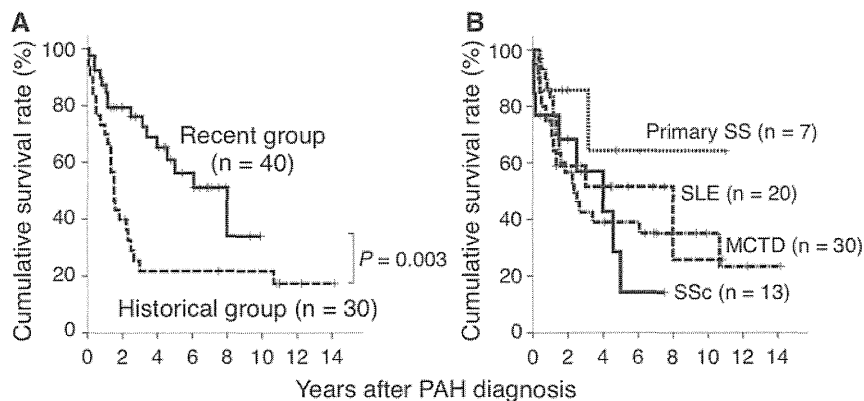 A
Cumulative survival rate (%)
100
80
60
40
20
0
Recent group
(n = 40)
P = 0.003
Historical group (n = 30)
0 2 4 6 8 10 12 14
B
Cumulative survival rate (%)
100
80
60
40
20
0
Primary SS (n = 7)
SLE (n = 20)
MCTD (n = 30)
SSc (n = 13)
0 2 4 6 8 10 12 14
Years after PAH diagnosis